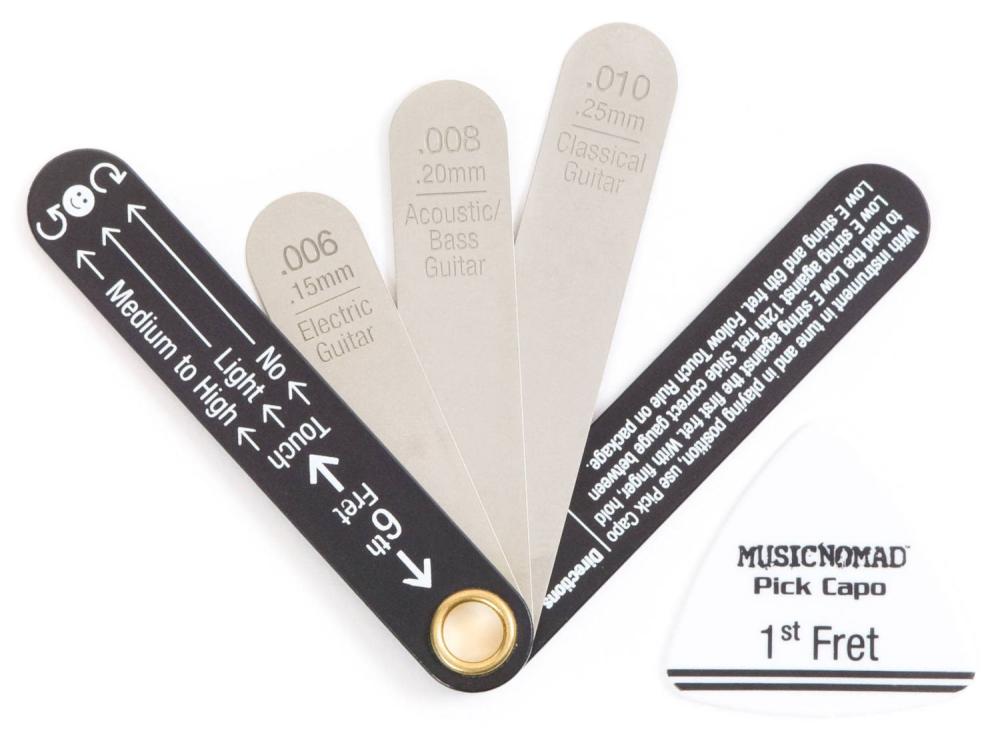 No
Light
Medium to High
Touch
6th
Fret
.006
.15mm
Electric
Guitar
.008
.20mm
Acoustic/
Bass
Guitar
.010
.25mm
Classical
Guitar
Directions
With instrument in tune and in playing position, use Pick Capo
to hold the Low E string against the first fret. With finger, hold
Low E string against 12th fret. Slide correct gauge between
Low E string and 6th fret. Follow Touch Rule on package.
MUSICNOMAD™
Pick Capo
1st Fret